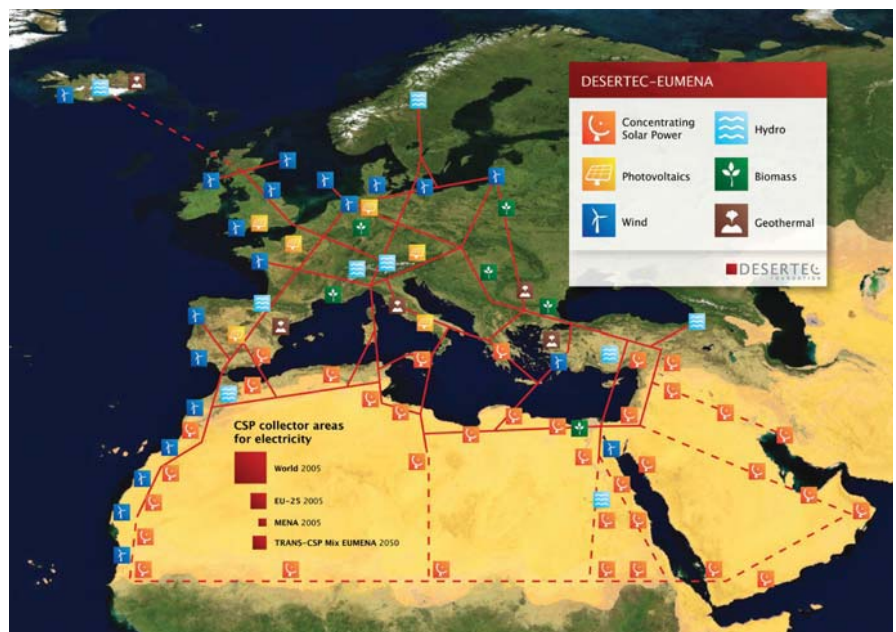 DESERTEC-EUMENA
Concentrating
Solar Power
Hydro
Photovoltaics
Biomass
Wind
Geothermal
DESERTEC
FOUNDATION
CSP collector areas
for electricity
World 2005
EU-25 2005
MENA 2005
TRANS-CSP Mix EUMENA 2050